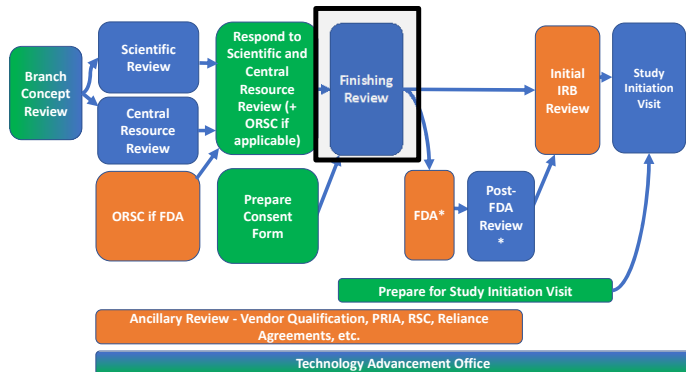 Branch
Concept
Review
Scientific
Review
Central
Resource
Review
ORSC if FDA
Respond to
Scientific and
Central
Resource
Review (+
ORSC if
applicable)
Prepare
Consent
Form
Finishing
Review
FDA*
Post-
FDA
Review
*
Initial
IRB
Review
Study
Initiation
Visit
Prepare for Study Initiation Visit
Ancillary Review - Vendor Qualification, PRIA, RSC, Reliance
Agreements, etc.
Technology Advancement Office